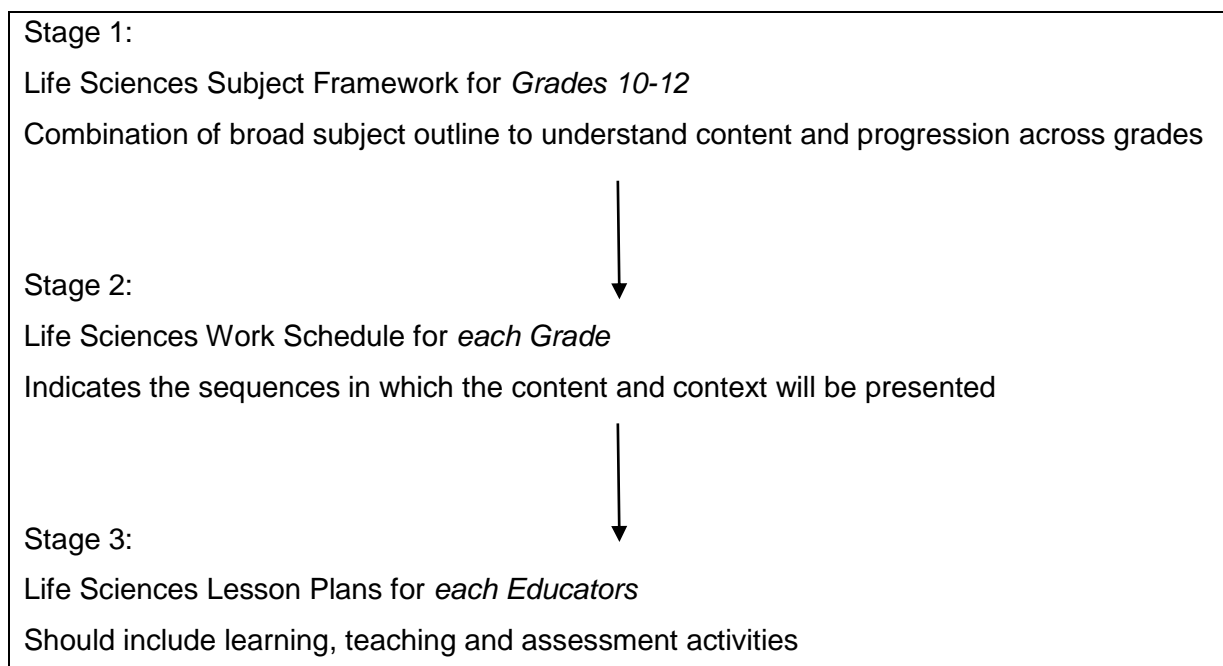 Stage 1:
Life Sciences Subject Framework for Grades 10-12
Combination of broad subject outline to understand content and progression across grades
Stage 2:
Life Sciences Work Schedule for each Grade
Indicates the sequences in which the content and context will be presented
Stage 3:
Life Sciences Lesson Plans for each Educators
Should include learning, teaching and assessment activities